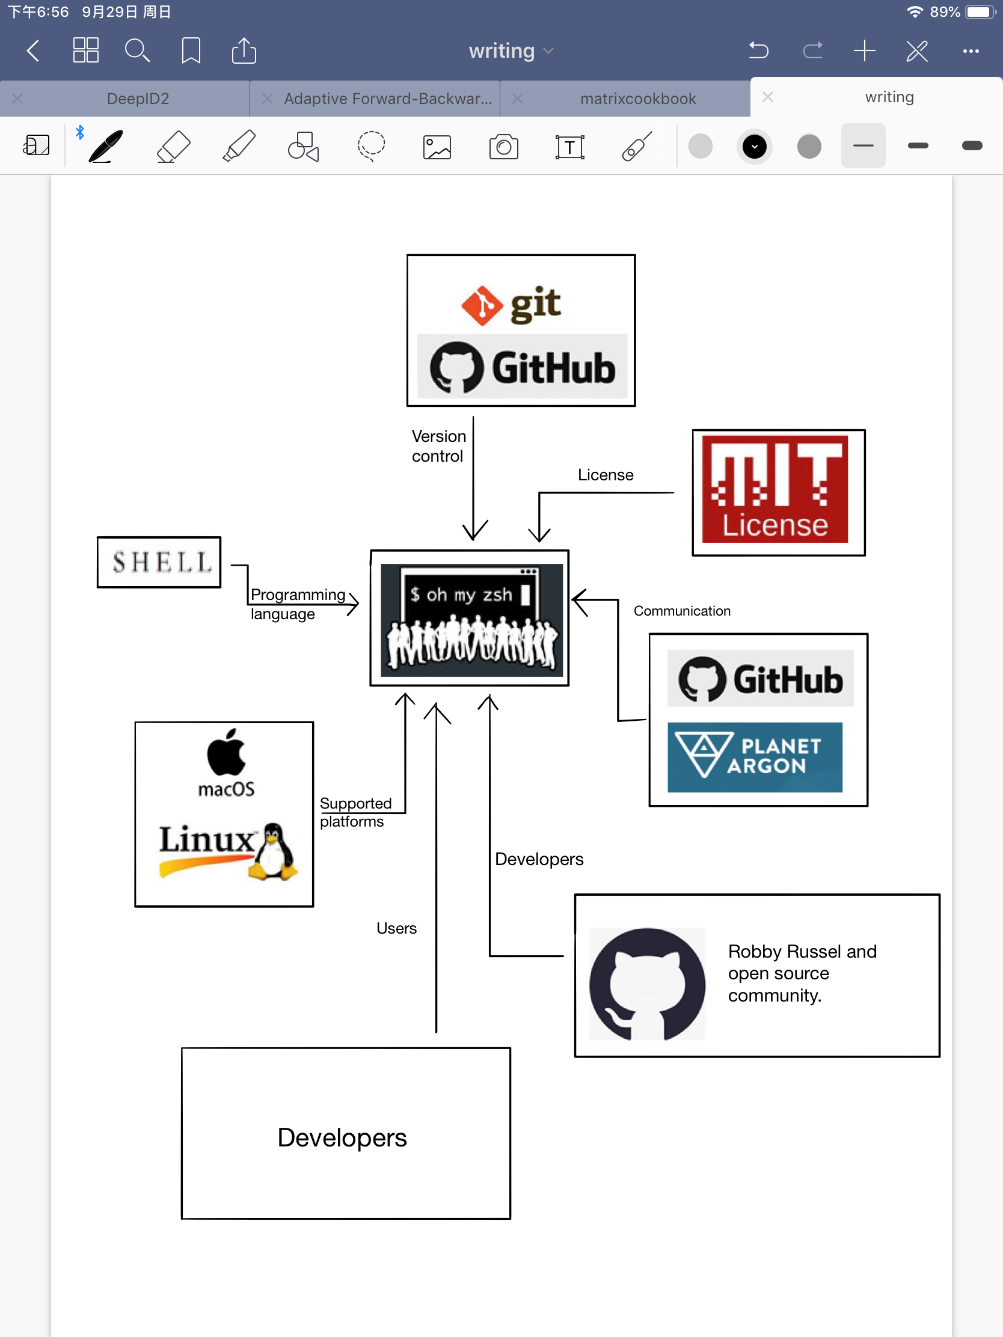 下午6:56 9月29日 周日
89%
writing
DeepID2
Adaptive Forward-Backwar...
matrixcookbook
writing
git
GitHub
Version
control
License
MIT
License
SHELL
Programming
language
$ oh my zsh
Communication
GitHub
PLANET
ARGON
macOS
Linux
Supported
platforms
Developers
Users
Robby Russel and
open source
community.
Developers